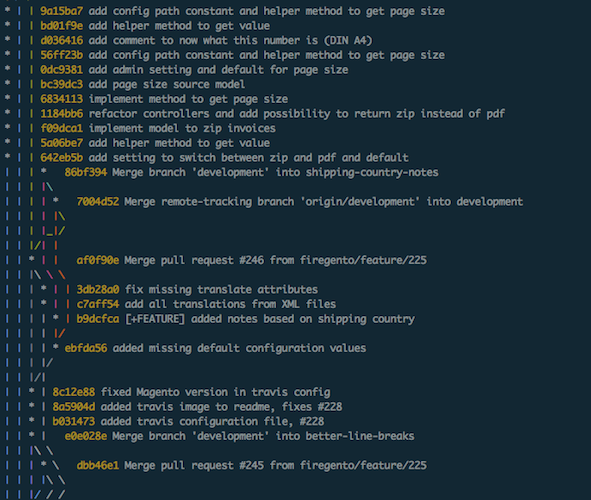 * | | 9a15ba7 add config path constant and helper method to get page size
* | | bd01f9e add helper method to get value
* | | d036416 add comment to now what this number is (DIN A4)
* | | 56ff23b add config path constant and helper method to get page size
* | | 0dc9381 add admin setting and default for page size
* | | bc39dc3 add page size source model
* | | 6834113 implement method to get page size
* | | 1184bb6 refactor controllers and add possibility to return zip instead of pdf
* | | f09dca1 implement model to zip invoices
* | | 5a06be7 add helper method to get value
* | | 642eb5b add setting to switch between zip and pdf and default
| | | *   86bf394 Merge branch 'development' into shipping-country-notes
| | | |\
| | | | *   7004d52 Merge remote-tracking branch 'origin/development' into development
| | | | |\
| | | |_|/
| | |/| |
| | * | |   af0f90e Merge pull request #246 from firegento/feature/225
| | |\ \ \
| | | * | | 3db28a0 fix missing translate attributes
| | | * | | c7aff54 add all translations from XML files
| | | | * | b9dcfca [+FEATURE] added notes based on shipping country
| | | | |/
| | | | * ebfda56 added missing default configuration values
| | | |/
| | |/|
| | * | 8c12e88 fixed Magento version in travis config
| | * | 8a5904d added travis image to readme, fixes #228
| | * | b031473 added travis configuration file, #228
| | * |   e0e028e Merge branch 'development' into better-line-breaks
| | |\ \
| | | * \   dbb46e1 Merge pull request #245 from firegento/feature/225
| | | |\ \
| | |/ / /